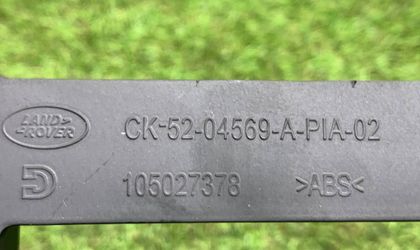 LAND-
ROVER
CK-52-04569-A-PIA-02
105027378 >ABS<